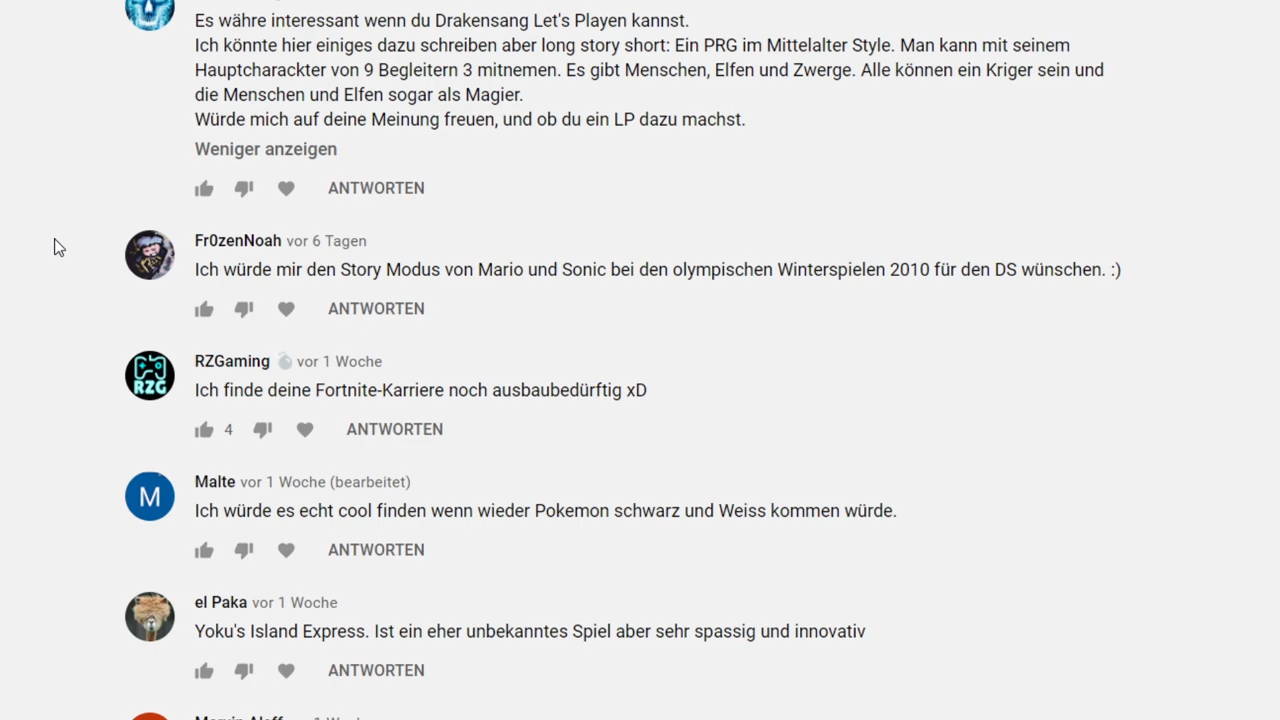 Es währe interessant wenn du Drakensang Let's Playen kannst.
Ich könnte hier einiges dazu schreiben aber long story short: Ein PRG im Mittelalter Style. Man kann mit seinem
Hauptcharackter von 9 Begleitern 3 mitnemen. Es gibt Menschen, Elfen und Zwerge. Alle können ein Kriger sein und
die Menschen und Elfen sogar als Magier.
Würde mich auf deine Meinung freuen, und ob du ein LP dazu machst.
Weniger anzeigen
ANTWORTEN
Fr0zenNoah vor 6 Tagen
Ich würde mir den Story Modus von Mario und Sonic bei den olympischen Winterspielen 2010 für den DS wünschen. :)
ANTWORTEN
RZGaming vor 1 Woche
RZG
Ich finde deine Fortnite-Karriere noch ausbaubedürftig xD
4 ANTWORTEN
Malte vor 1 Woche (bearbeitet)
M
Ich würde es echt cool finden wenn wieder Pokemon schwarz und Weiss kommen würde.
ANTWORTEN
el Paka vor 1 Woche
Yoku's Island Express. Ist ein eher unbekanntes Spiel aber sehr spassig und innovativ
ANTWORTEN